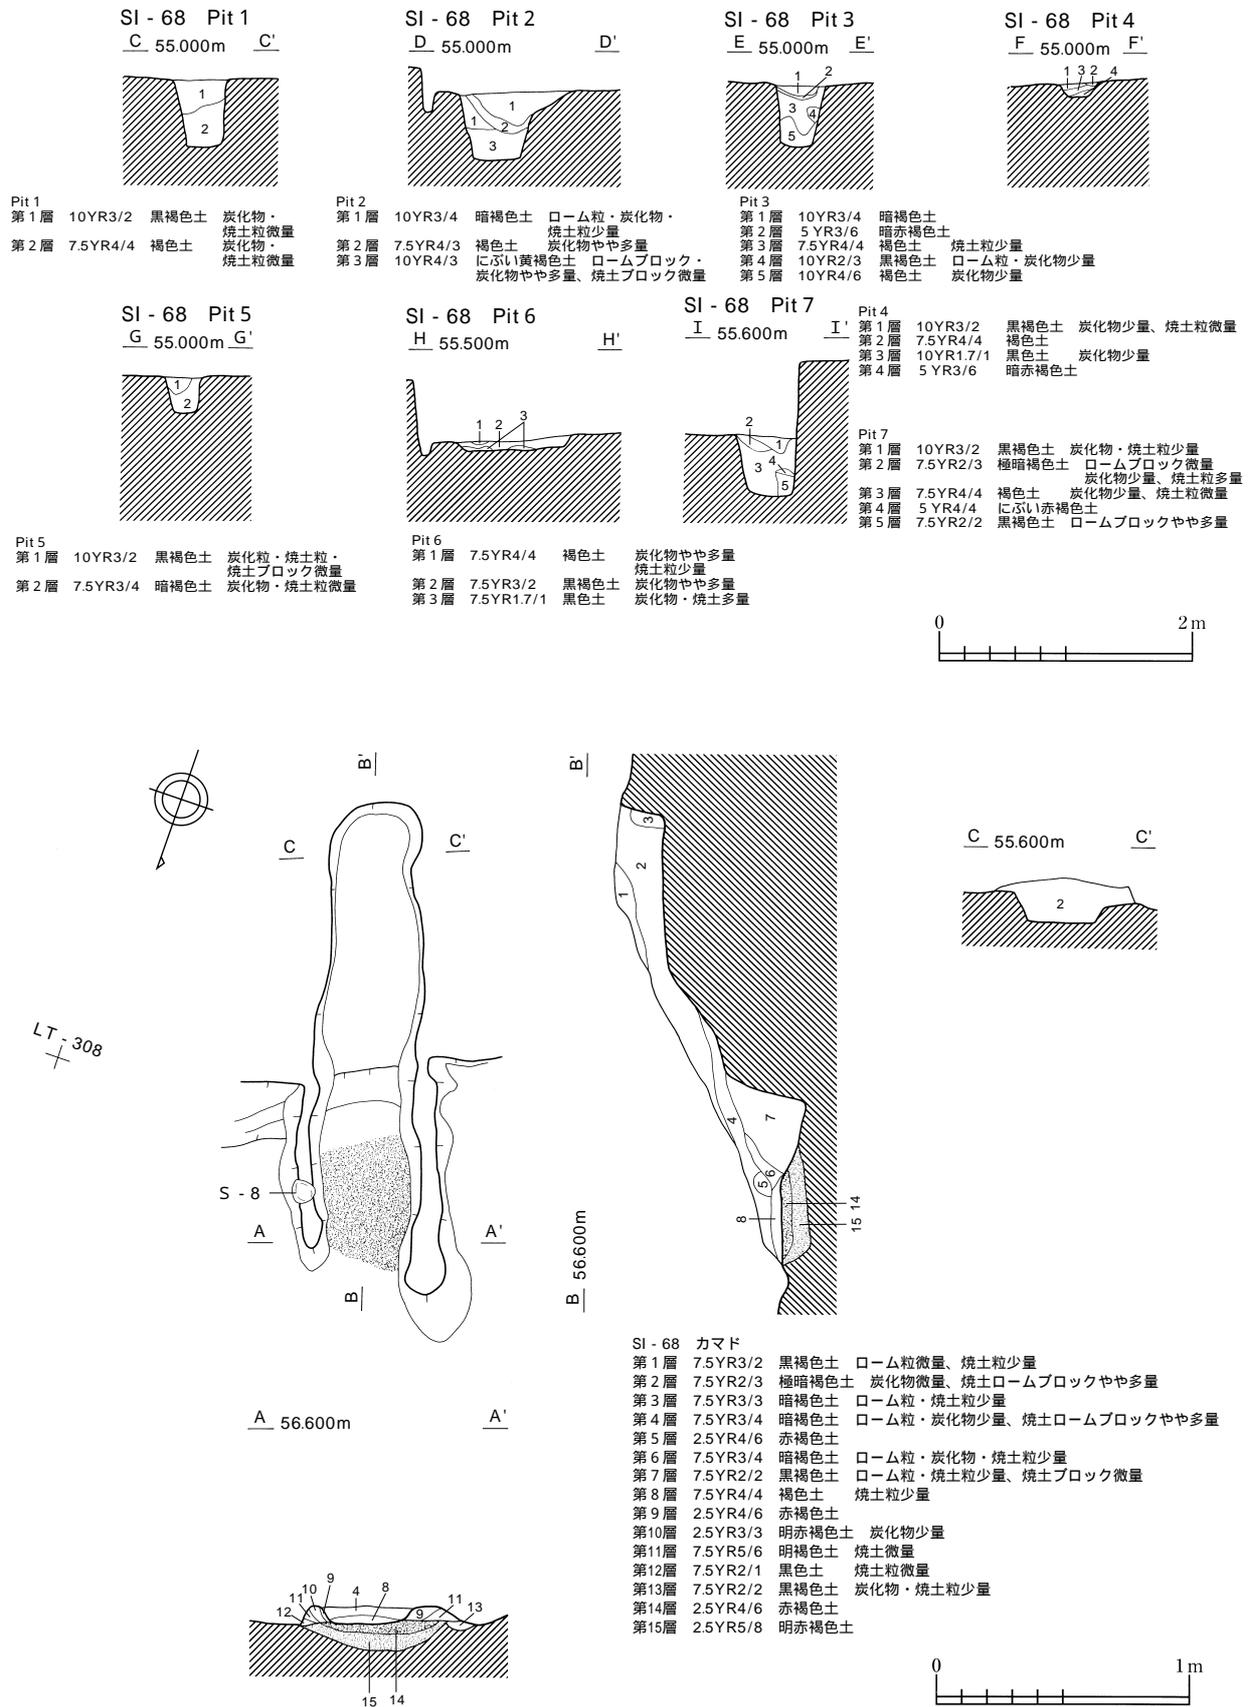 SI - 68 Pit 1
C 55.000m C'
1
2
SI - 68 Pit 2
D 55.000m D'
1
1
2
3
SI - 68 Pit 3
E 55.000m E'
1 2
3 4
5
SI - 68 Pit 4
F 55.000m F'
1 3 2 4
Pit 1
第1層 10YR3/2 黒褐色土 炭化物・
焼土粒微量
第2層 7.5YR4/4 褐色土 炭化物・
焼土粒微量
Pit 2
第1層 10YR3/4 暗褐色土 ローム粒・炭化物・
焼土粒少量
第2層 7.5YR4/3 褐色土 炭化物やや多量
第3層 10YR4/3 にぶい黄褐色土 ロームブロック・
炭化物やや多量、焼土ブロック微量
Pit 3
第1層 10YR3/4 暗褐色土
第2層 5 YR3/6 暗赤褐色土
第3層 7.5YR4/4 褐色土 焼土粒少量
第4層 10YR2/3 黒褐色土 ローム粒・炭化物少量
第5層 10YR4/6 褐色土 炭化物少量
SI - 68 Pit 5
G 55.000m G'
1
2
SI - 68 Pit 6
H 55.500m H'
1 2 3
SI - 68 Pit 7
I 55.600m I'
2
1
3 4
5
Pit 4
第1層 10YR3/2 黒褐色土 炭化物少量、焼土粒微量
第2層 7.5YR4/4 褐色土
第3層 10YR1.7/1 黒色土 炭化物少量
第4層 5 YR3/6 暗赤褐色土
Pit 7
第1層 10YR3/2 黒褐色土 炭化物・焼土粒少量
第2層 7.5YR2/3 極暗褐色土 ロームブロック微量
炭化物少量、焼土粒多量
第3層 7.5YR4/4 褐色土 炭化物少量、焼土粒微量
第4層 5 YR4/4 にぶい赤褐色土
第5層 7.5YR2/2 黒褐色土 ロームブロックやや多量
Pit 5
第1層 10YR3/2 黒褐色土 炭化粒・焼土粒・
焼土ブロック微量
第2層 7.5YR3/4 暗褐色土 炭化物・焼土粒微量
Pit 6
第1層 7.5YR4/4 褐色土 炭化物やや多量
焼土粒少量
第2層 7.5YR3/2 黒褐色土 炭化物やや多量
第3層 7.5YR1.7/1 黒色土 炭化物・焼土多量
0 2m
B'
C C'
LT - 308
S - 8
A A'
B
B'
3
2
1
4
7
6
5
8
14
15
B 56.600m
C 55.600m C'
2
SI - 68 カマド
第1層 7.5YR3/2 黒褐色土 ローム粒微量、焼土粒少量
第2層 7.5YR2/3 極暗褐色土 炭化物微量、焼土ロームブロックやや多量
第3層 7.5YR3/3 暗褐色土 ローム粒・焼土粒少量
第4層 7.5YR3/4 暗褐色土 ローム粒・炭化物少量、焼土ロームブロックやや多量
第5層 2.5YR4/6 赤褐色土
第6層 7.5YR3/4 暗褐色土 ローム粒・炭化物・焼土粒少量
第7層 7.5YR2/2 黒褐色土 ローム粒・焼土粒少量、焼土ブロック微量
第8層 7.5YR4/4 褐色土 焼土粒少量
第9層 2.5YR4/6 赤褐色土
第10層 2.5YR3/3 明赤褐色土 炭化物少量
第11層 7.5YR5/6 明褐色土 焼土微量
第12層 7.5YR2/1 黒色土 焼土粒微量
第13層 7.5YR2/2 黒褐色土 炭化物・焼土粒少量
第14層 2.5YR4/6 赤褐色土
第15層 2.5YR5/8 明赤褐色土
A 56.600m A'
12 11 10 9 4 8 9 11 13
15 14
0 1m